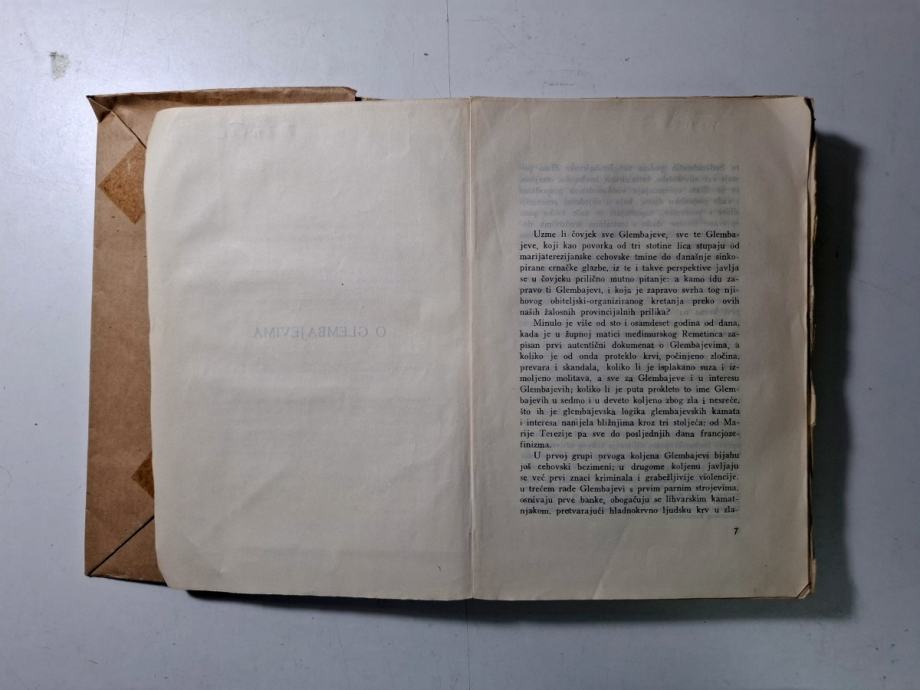 O GLEMBAJEVIMA
Uzme li čovjek sve Glembajeve, sve te Glemba-
jeve, koji kao povorka od tri stotine lica stupaju od
marijaterezijanske cehovske tmine do današnje sinko-
pirane crnačke glazbe, iz te i takve perspektive javlja
se u čovjeku prilično mutno pitanje: a kamo idu za-
pravo ti Glembajevi, i koja je zapravo svrha tog nji-
hovog obiteljski-organiziranog kretanja preko ovih
naših žalosnih provincijalnih prilika?
Minulo je više od sto i osamdeset godina od dana,
kada je u župnoj matici međimurskog Remetinca za-
pisan prvi autentični dokumenat o Glembajevima, a
koliko je od onda proteklo krvi, počinjeno zločina,
prevara i skandala, koliko li je isplakano suza i iz-
moljeno molitava, a sve za Glembajeve i u interesu
Glembajevih; koliko li je puta prokleto to ime Glem-
bajevih u sedmo i u deveto koljeno zbog zla i nesreće,
što ih je glembajevska logika glembajevskih kamata
i interesa nanijela bližnjima kroz tri stoljeća: od Ma-
rije Terezije pa sve do posljednjih dana francjoze-
finizma.
U prvoj grupi prvoga koljena Glembajevi bijahu
još cehovski bezimeni; u drugome koljenu javljaju
se već prvi znaci kriminala i grabežljivije violencije,
u trećem rade Glembajevi s prvim parnim strojevima,
osnivaju prve banke, obogaćuju se lihvarskim kamat-
njakom, pretvarajući hladnokrvno ljudsku krv u zla-
7